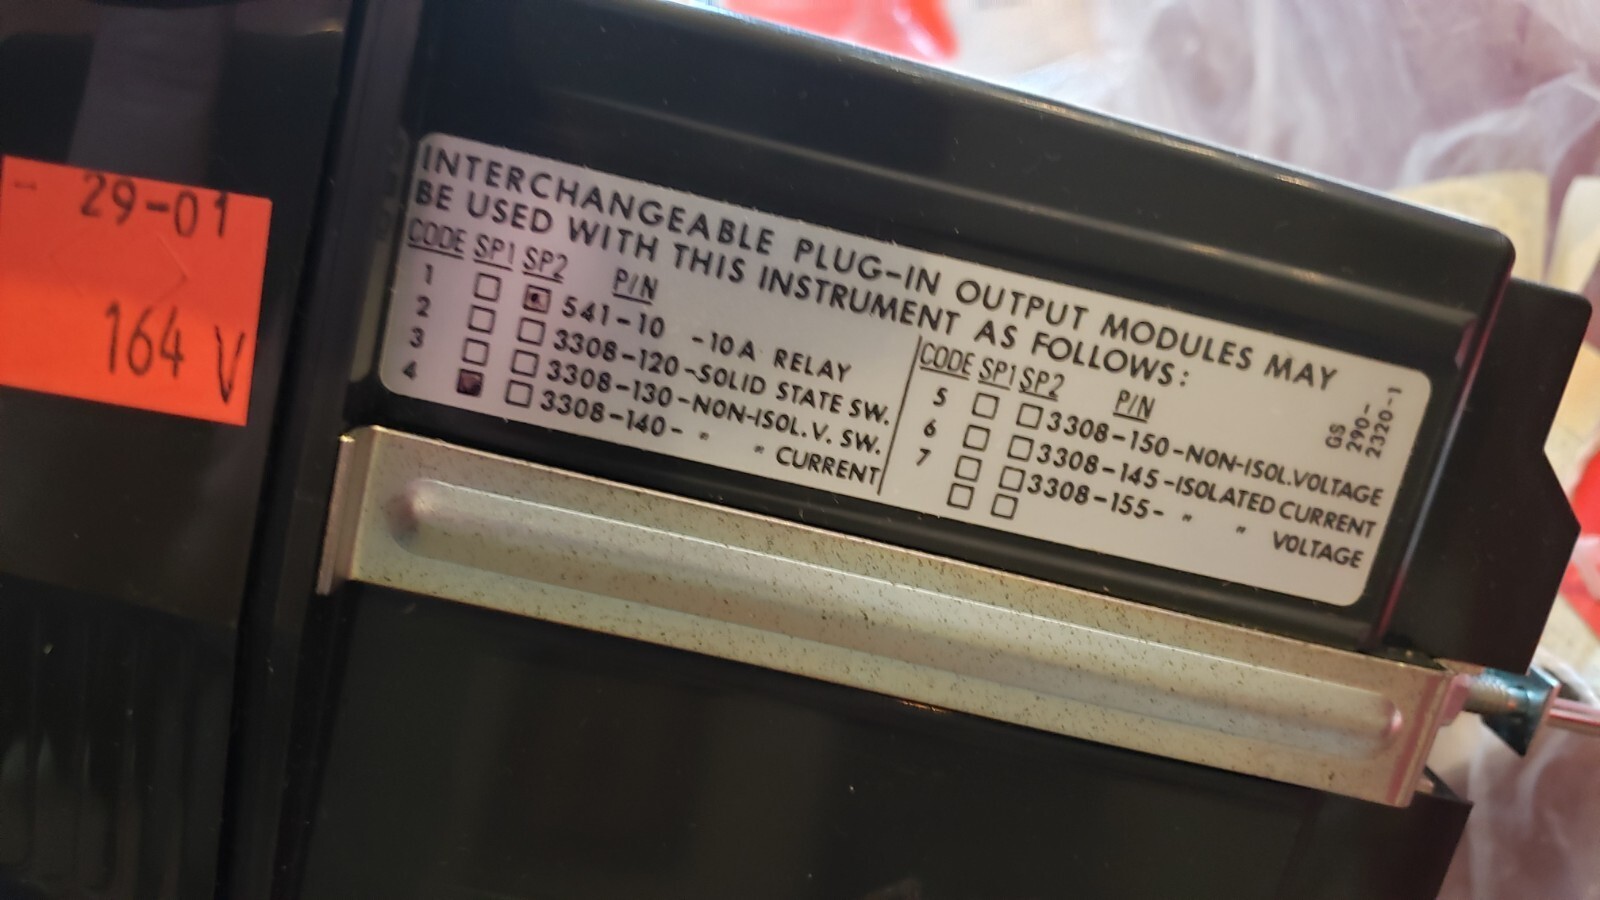 - 29-01
164 V
INTERCHANGEABLE PLUG-IN OUTPUT MODULES MAY
BE USED WITH THIS INSTRUMENT AS FOLLOWS:
CODE SP1 SP2 P/N
1 541-10 -10A RELAY
2 3308-120-SOLID STATE SW.
3 3308-130-NON-ISOL.V. SW.
4 3308-140- " " CURRENT
CODE SP1 SP2 P/N
5 3308-150-NON-ISOL.VOLTAGE
6 3308-145-ISOLATED CURRENT
7 3308-155- " " VOLTAGE
GS
290-
2320-1